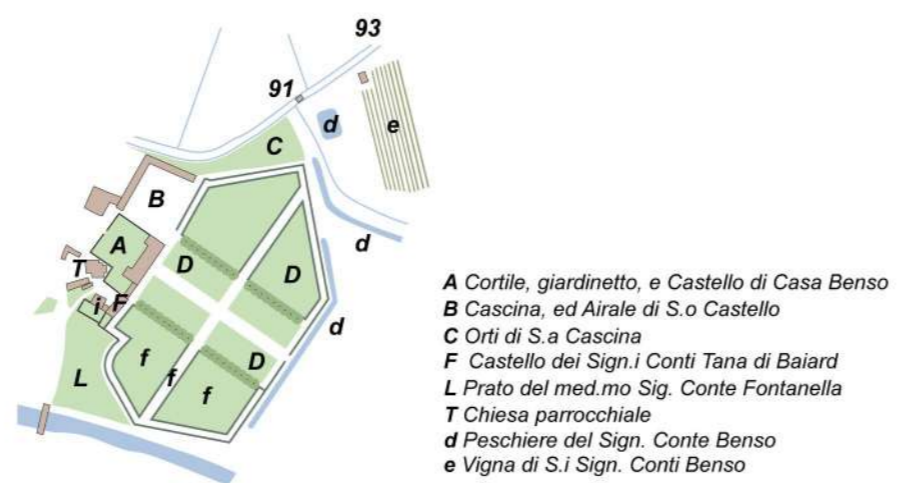 93
91
d
e
C
B
A
T
D
D
d
i
F
d
D
f
f
L
f
A Cortile, giardinetto, e Castello di Casa Benso
B Cascina, ed Airale di S.o Castello
C Orti di S.a Cascina
F Castello dei Sign.i Conti Tana di Baiard
L Prato del med.mo Sig. Conte Fontanella
T Chiesa parrocchiale
d Peschiere del Sign. Conte Benso
e Vigna di S.i Sign. Conti Benso